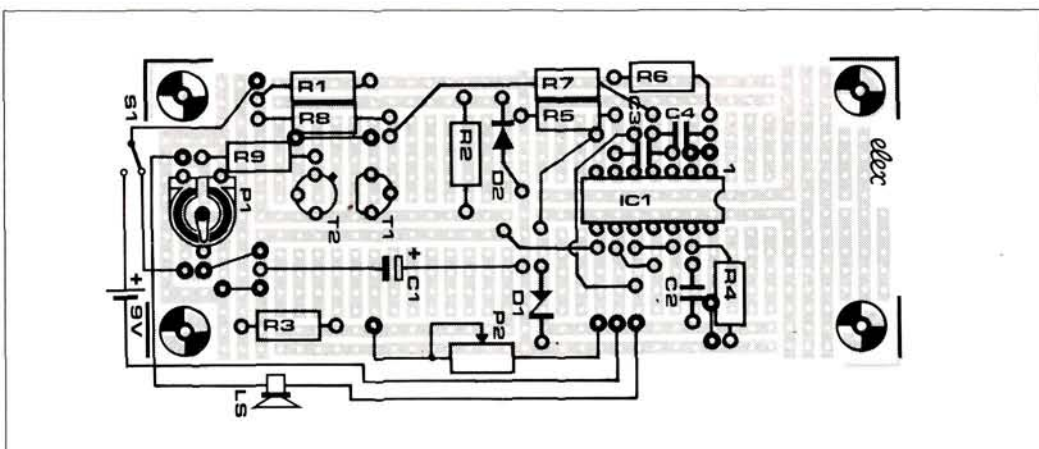 S1
R1
R8
R9
P1
T2
T1
R2
D2
R7
R5
R6
C3
C4
1
IC1
elex
+
9V
+
C1
D1
P2
R3
C2
R4
LS